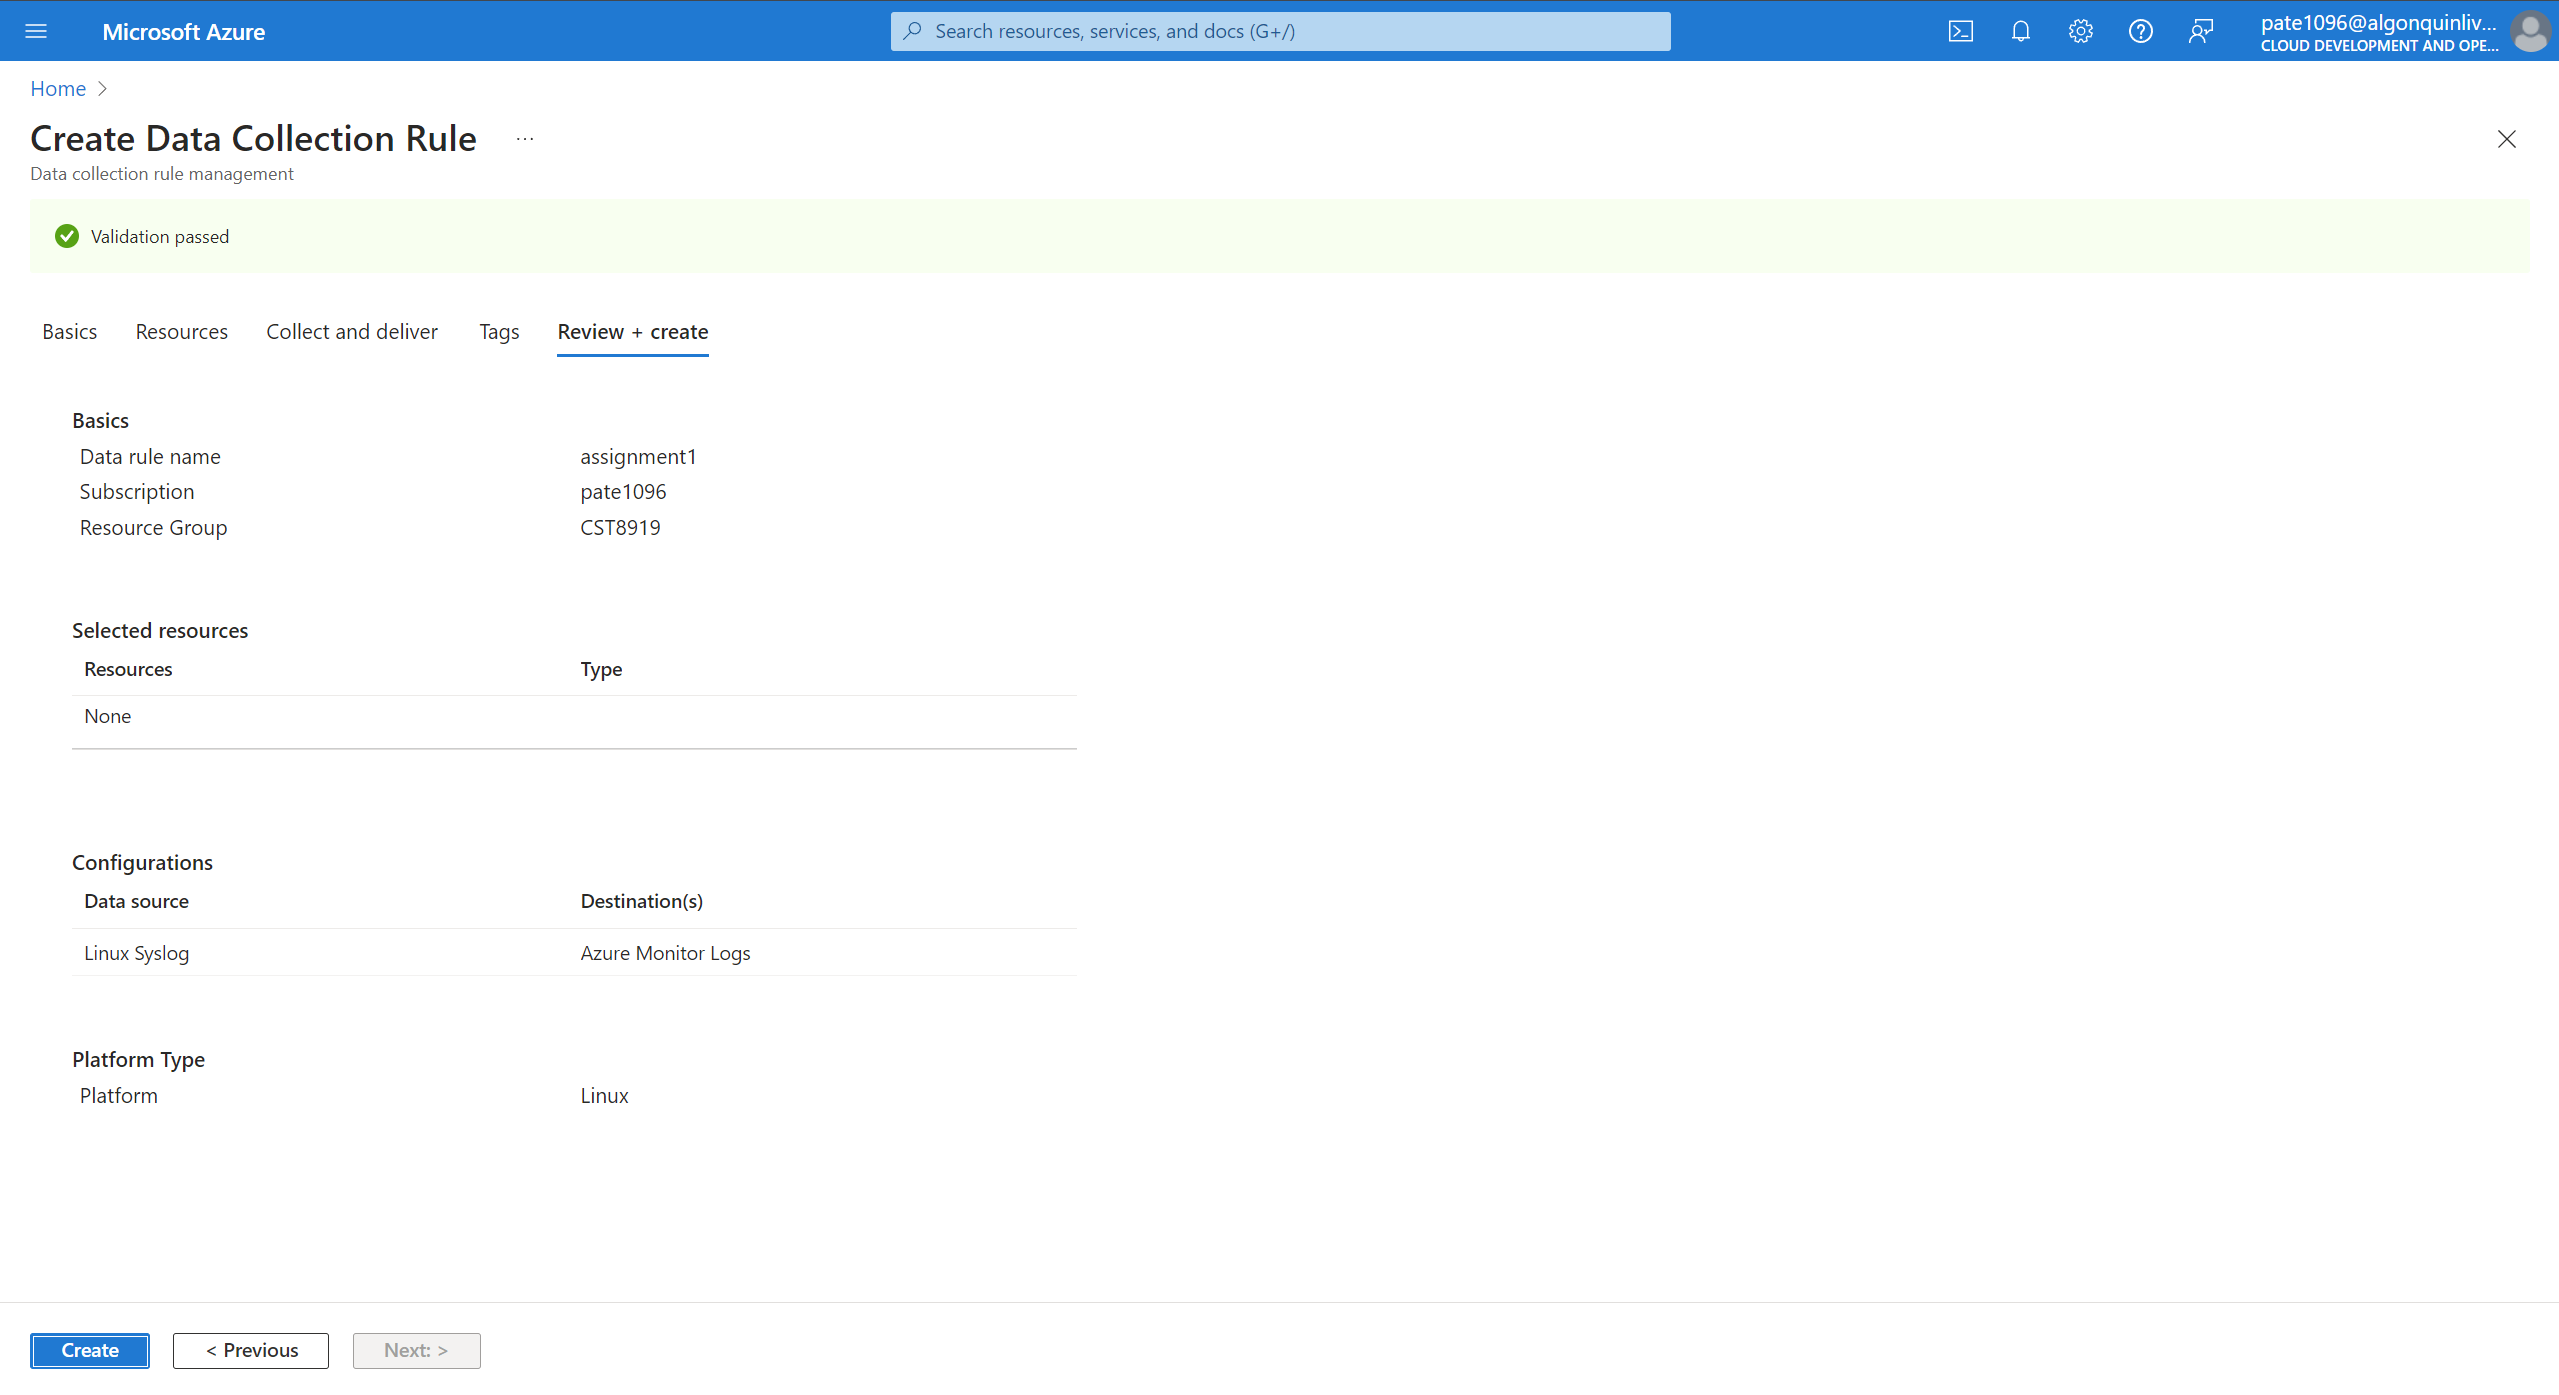 Microsoft Azure
Search resources, services, and docs (G+/)
pate1096@algonquinliv...
CLOUD DEVELOPMENT AND OPE...
Home >
Create Data Collection Rule ...
Data collection rule management
Validation passed
Basics Resources Collect and deliver Tags Review + create
Basics
Data rule name assignment1
Subscription pate1096
Resource Group CST8919
Selected resources
Resources Type
None
Configurations
Data source Destination(s)
Linux Syslog Azure Monitor Logs
Platform Type
Platform Linux
Create < Previous Next: >